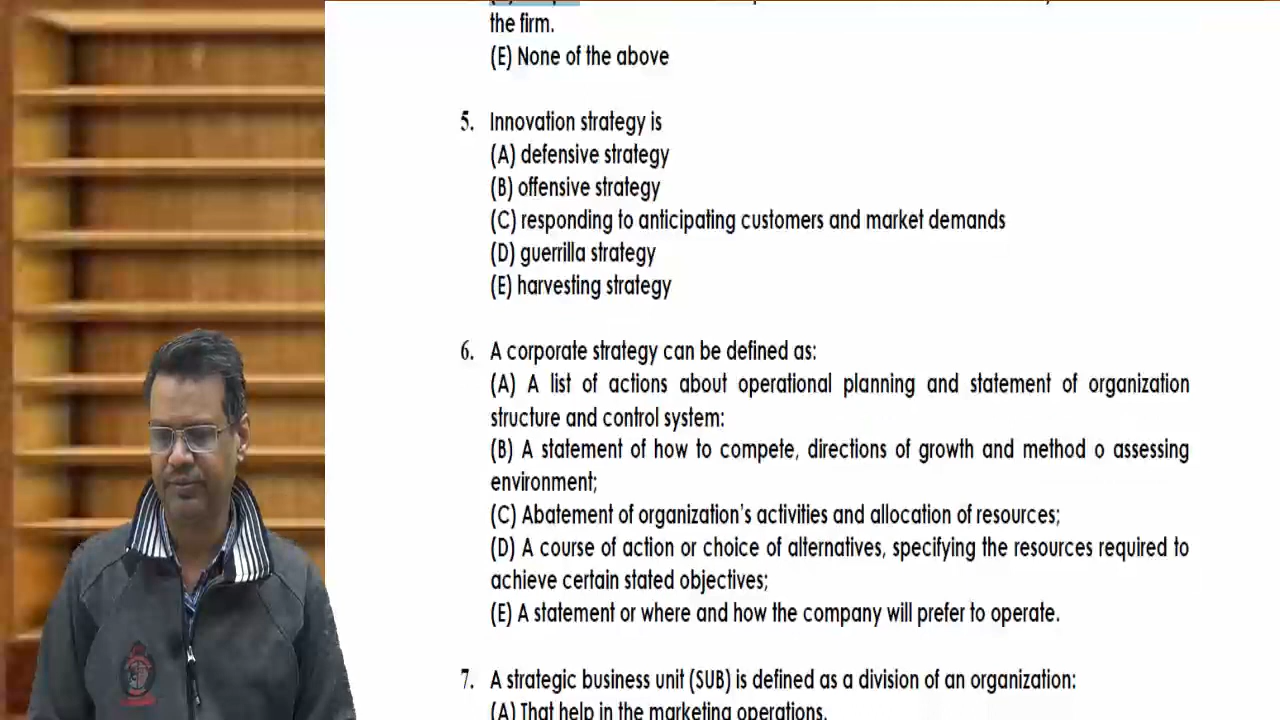 the firm.
(E) None of the above
5. Innovation strategy is
(A) defensive strategy
(B) offensive strategy
(C) responding to anticipating customers and market demands
(D) guerrilla strategy
(E) harvesting strategy
6. A corporate strategy can be defined as:
(A) A list of actions about operational planning and statement of organization
structure and control system:
(B) A statement of how to compete, directions of growth and method o assessing
environment;
(C) Abatement of organization's activities and allocation of resources;
(D) A course of action or choice of alternatives, specifying the resources required to
achieve certain stated objectives;
(E) A statement or where and how the company will prefer to operate.
7. A strategic business unit (SUB) is defined as a division of an organization:
(A) That help in the marketing operations.